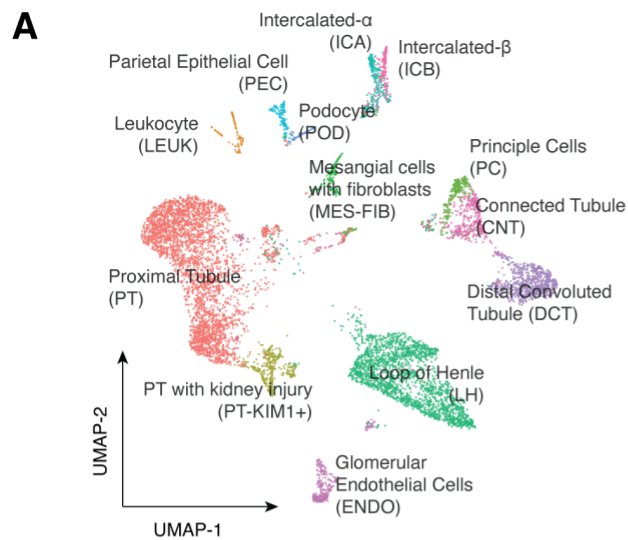 A
Intercalated-α
(ICA)
Intercalated-β
(ICB)
Parietal Epithelial Cell
(PEC)
Podocyte
(POD)
Leukocyte
(LEUK)
Mesangial cells
with fibroblasts
(MES-FIB)
Principle Cells
(PC)
Connected Tubule
(CNT)
Proximal Tubule
(PT)
Distal Convoluted
Tubule (DCT)
PT with kidney injury
(PT-KIM1+)
Loop of Henle
(LH)
Glomerular
Endothelial Cells
(ENDO)
UMAP-2
UMAP-1